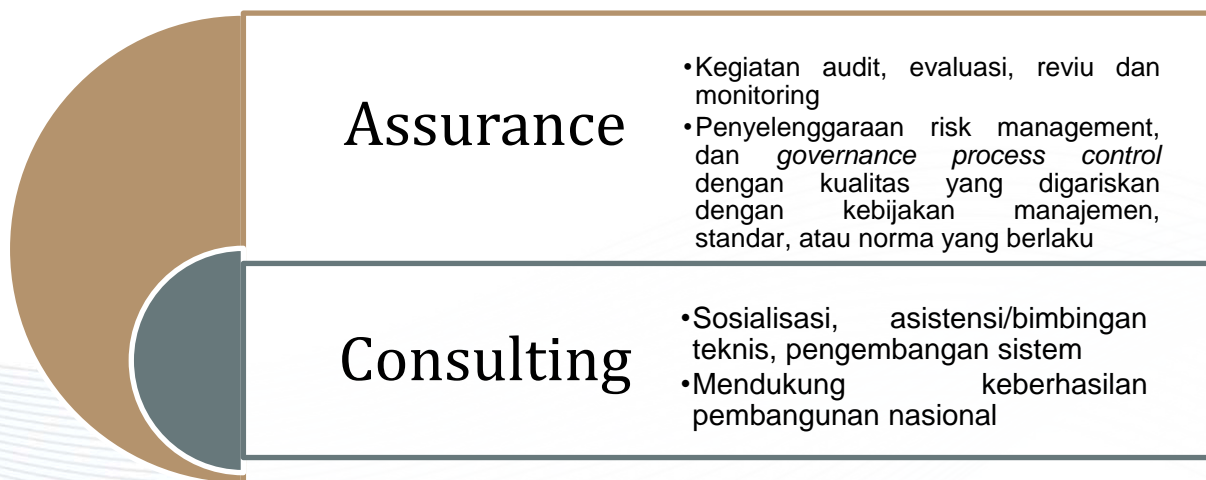 Assurance
•Kegiatan audit, evaluasi, reviu dan
monitoring
•Penyelenggaraan risk management,
dan governance process control
dengan kualitas yang digariskan
dengan kebijakan manajemen,
standar, atau norma yang berlaku
Consulting
•Sosialisasi, asistensi/bimbingan
teknis, pengembangan sistem
•Mendukung keberhasilan
pembangunan nasional